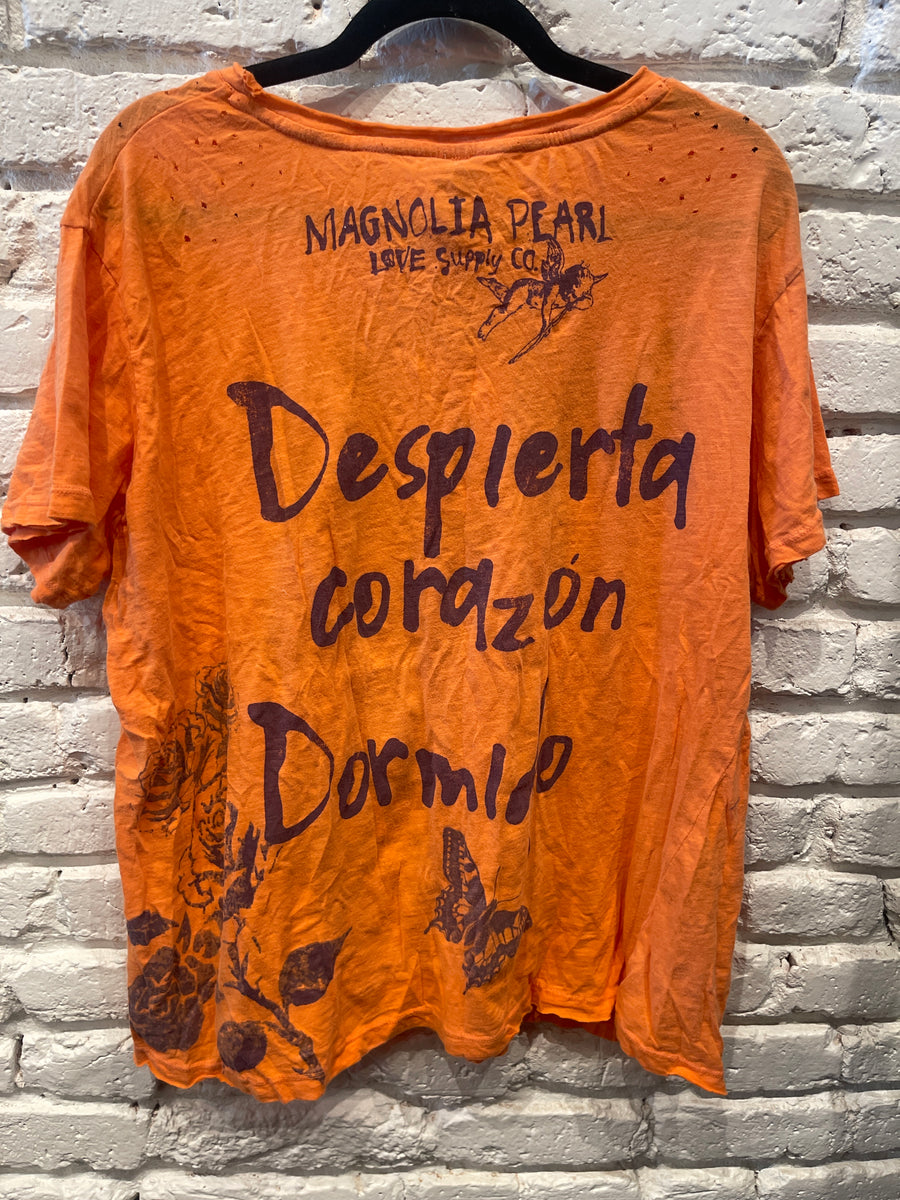 MAGNOLIA PEARL
LOVE Supply CO.
Despierta
corazón
Dormido